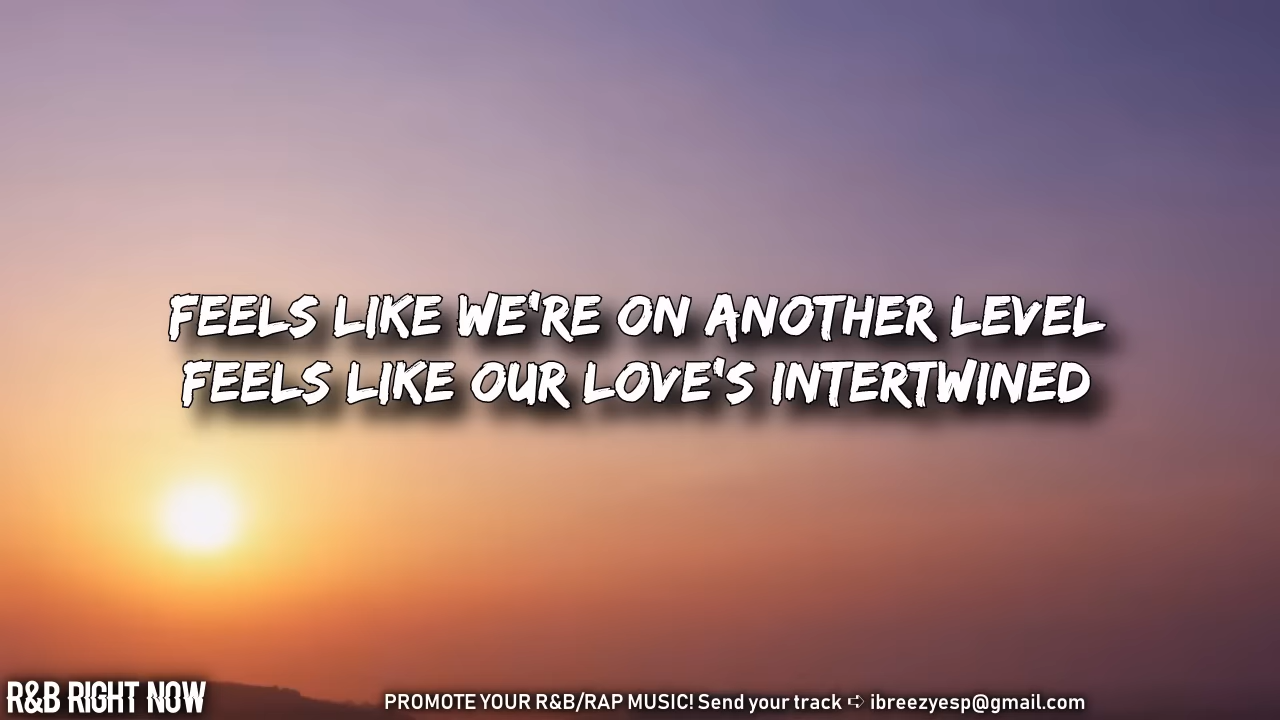 FEELS LIKE WE'RE ON ANOTHER LEVEL
FEELS LIKE OUR LOVE'S INTERTWINED
R&B RIGHT NOW
PROMOTE YOUR R&B/RAP MUSIC! Send your track ➪ ibreezyesp@gmail.com